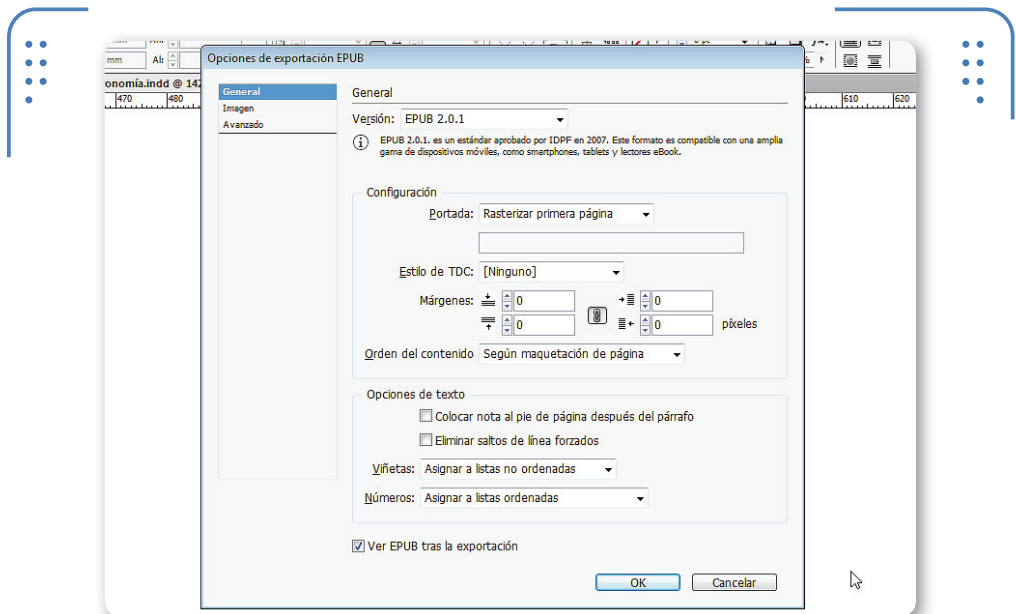 mm
Al:
onomía.indd @ 142
470 480 610 620
Opciones de exportación EPUB
General
Imagen
Avanzado
General
Versión: EPUB 2.0.1
EPUB 2.0.1. es un estándar aprobado por IDPF en 2007. Este formato es compatible con una amplia
gama de dispositivos móviles, como smartphones, tablets y lectores eBook.
Configuración
Portada: Rasterizar primera página
Estilo de TDC: [Ninguno]
Márgenes: 0 0
0 0 píxeles
Orden del contenido Según maquetación de página
Opciones de texto
Colocar nota al pie de página después del párrafo
Eliminar saltos de línea forzados
Viñetas: Asignar a listas no ordenadas
Números: Asignar a listas ordenadas
Ver EPUB tras la exportación
OK Cancelar